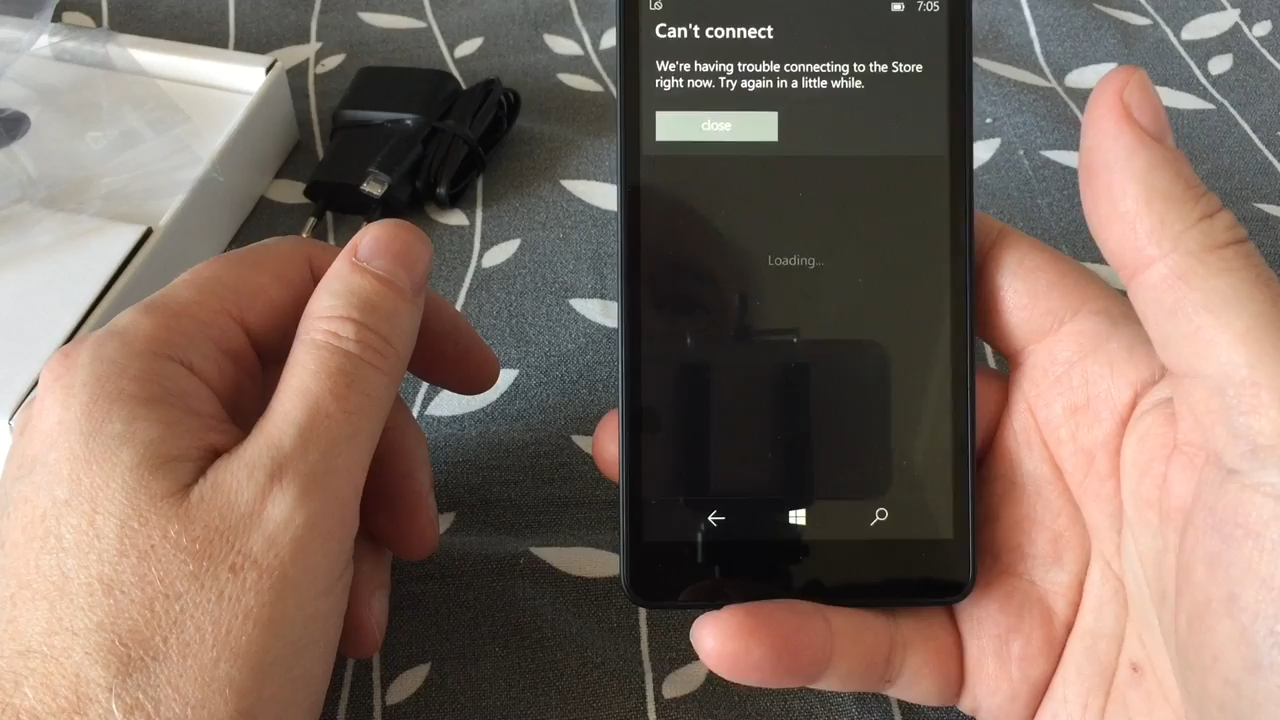 7:05
Can't connect
We're having trouble connecting to the Store
right now. Try again in a little while.
close
Loading...